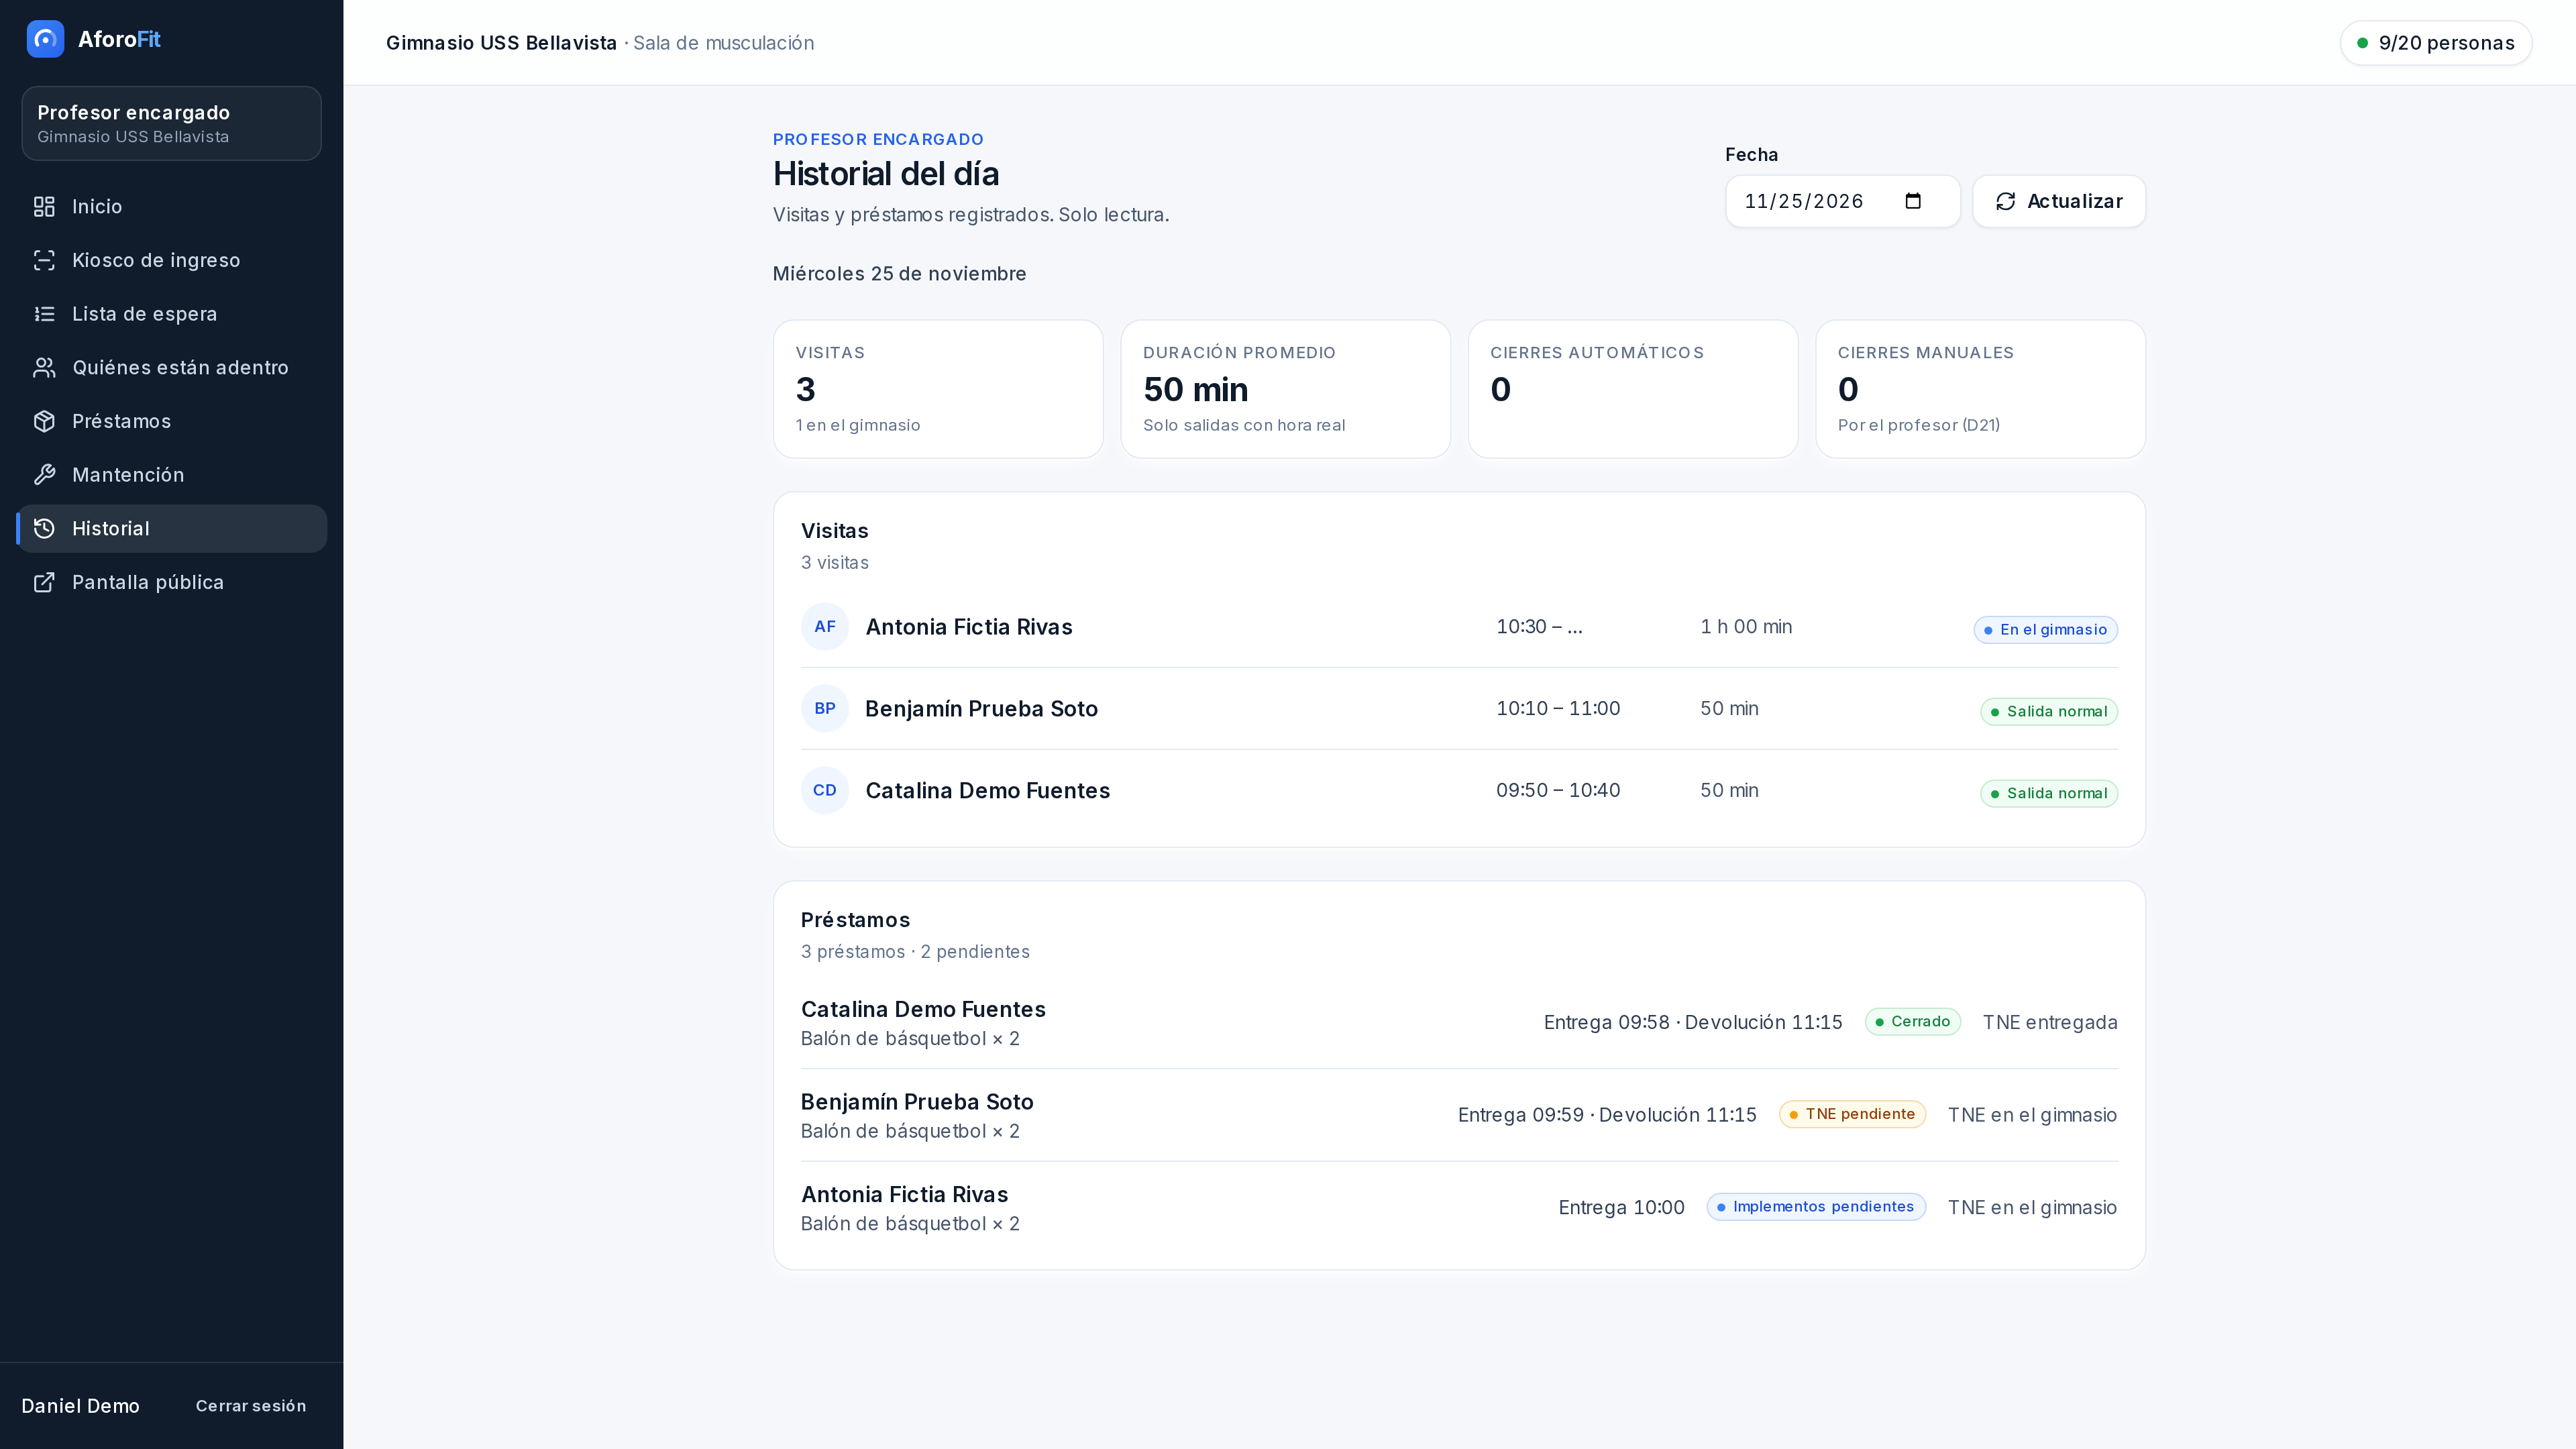 AforoFit
Profesor encargado
Gimnasio USS Bellavista
Inicio
Kiosco de ingreso
Lista de espera
Quiénes están adentro
Préstamos
Mantención
Historial
Pantalla pública
Daniel Demo
Cerrar sesión
Gimnasio USS Bellavista · Sala de musculación
9/20 personas
PROFESOR ENCARGADO
Historial del día
Visitas y préstamos registrados. Solo lectura.
Fecha
11/25/2026
Actualizar
Miércoles 25 de noviembre
VISITAS
3
1 en el gimnasio
DURACIÓN PROMEDIO
50 min
Solo salidas con hora real
CIERRES AUTOMÁTICOS
0
CIERRES MANUALES
0
Por el profesor (D21)
Visitas
3 visitas
AF Antonia Fictia Rivas 10:30 – ... 1 h 00 min En el gimnasio
BP Benjamín Prueba Soto 10:10 – 11:00 50 min Salida normal
CD Catalina Demo Fuentes 09:50 – 10:40 50 min Salida normal
Préstamos
3 préstamos · 2 pendientes
Catalina Demo Fuentes
Balón de básquetbol × 2
Entrega 09:58 · Devolución 11:15 Cerrado TNE entregada
Benjamín Prueba Soto
Balón de básquetbol × 2
Entrega 09:59 · Devolución 11:15 TNE pendiente TNE en el gimnasio
Antonia Fictia Rivas
Balón de básquetbol × 2
Entrega 10:00 Implementos pendientes TNE en el gimnasio